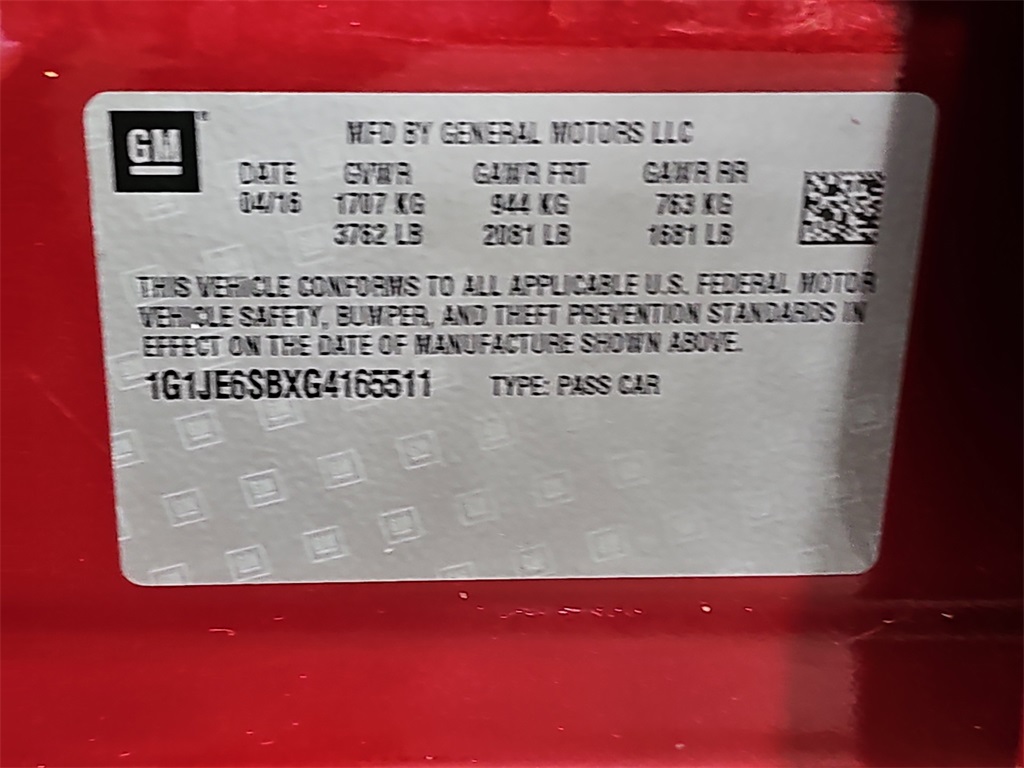 GM
MFD BY GENERAL MOTORS LLC
DATE GVWR GAWR FRT GAWR RR
04/16 1707 KG 944 KG 763 KG
3762 LB 2081 LB 1681 LB
THIS VEHICLE CONFORMS TO ALL APPLICABLE U.S. FEDERAL MOTOR
VEHICLE SAFETY, BUMPER, AND THEFT PREVENTION STANDARDS IN
EFFECT ON THE DATE OF MANUFACTURE SHOWN ABOVE.
1G1JE6SBXG4165511 TYPE: PASS CAR